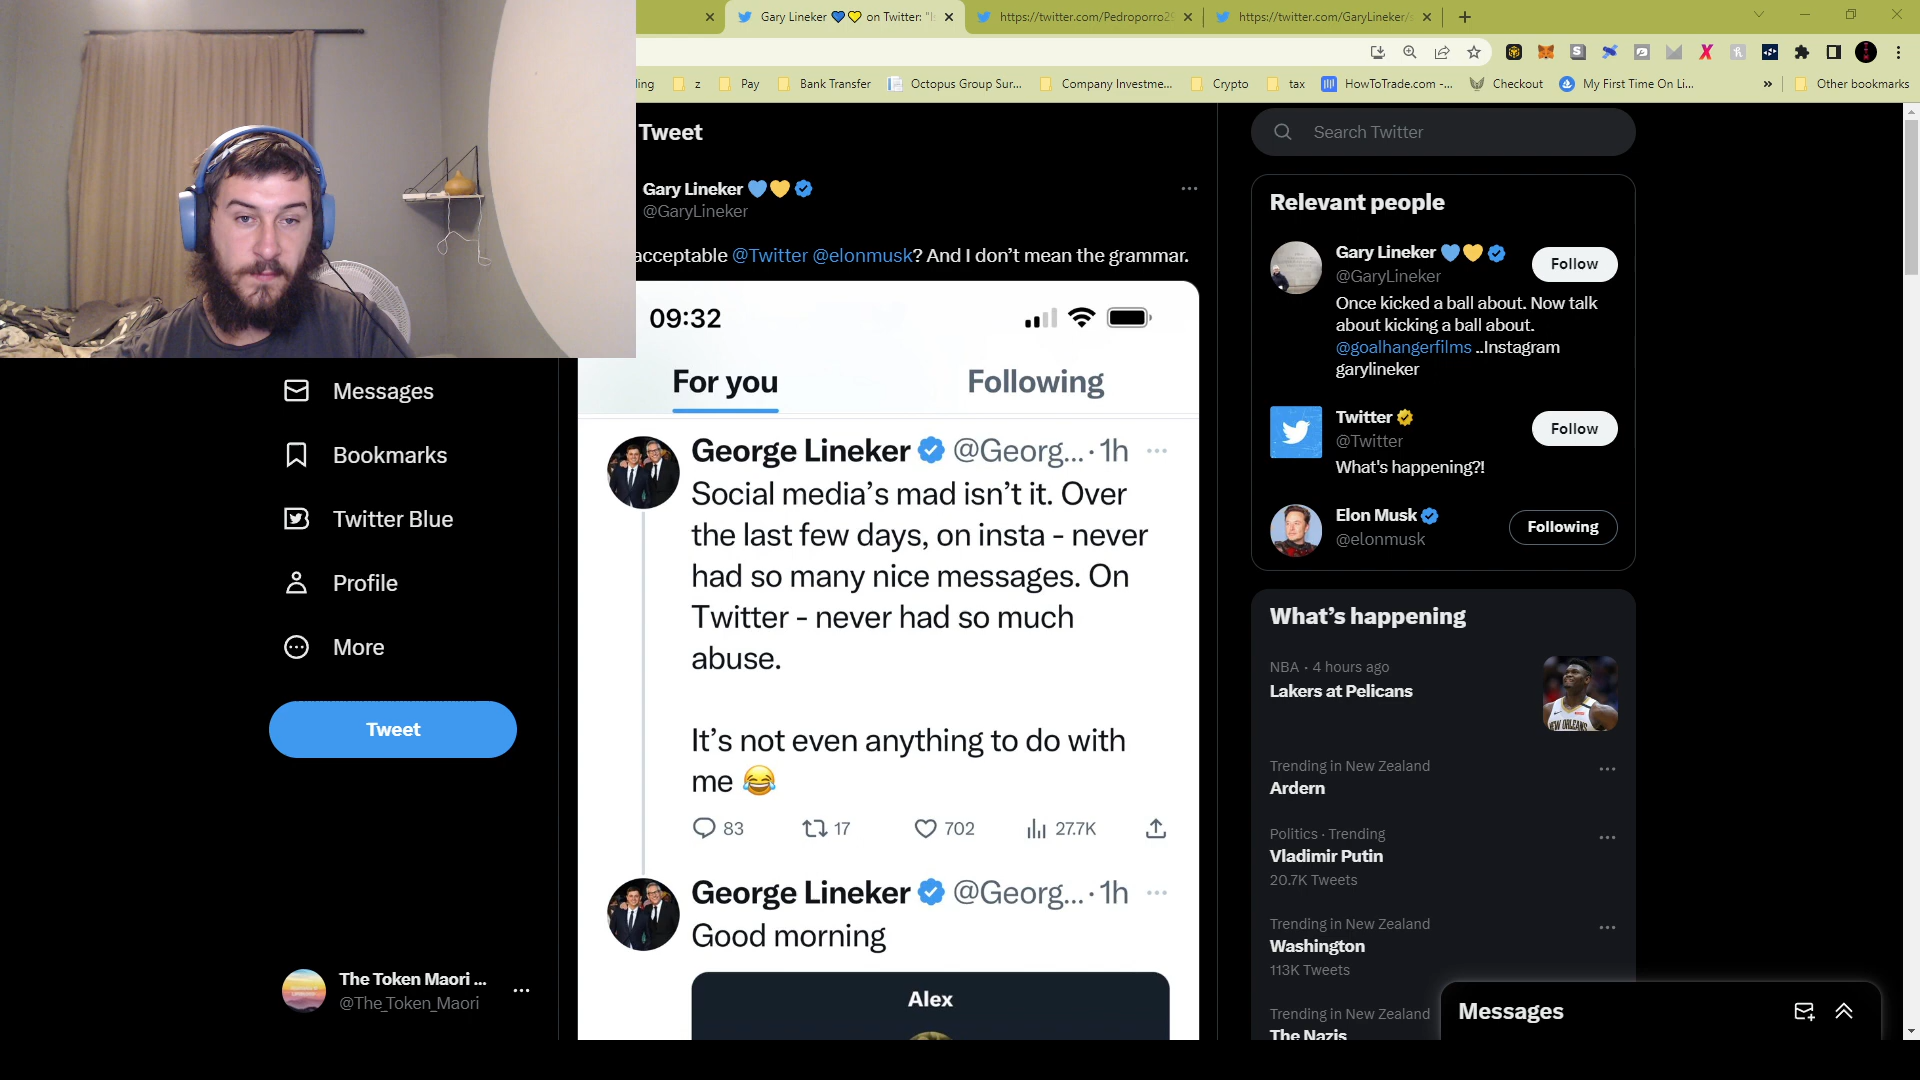 Gary Lineker 💙💛 on Twitter: "Is
https://twitter.com/Pedroporro29
https://twitter.com/GaryLineker/s
ding
z
Pay
Bank Transfer
Octopus Group Sur...
Company Investme...
Crypto
tax
HowToTrade.com -...
Checkout
My First Time On Li...
»
Other bookmarks
Tweet
Gary Lineker 💙💛
@GaryLineker
acceptable @Twitter @elonmusk? And I don’t mean the grammar.
09:32
For you
Following
George Lineker @Georg... · 1h
Social media’s mad isn’t it. Over
the last few days, on insta - never
had so many nice messages. On
Twitter - never had so much
abuse.
It’s not even anything to do with
me 😂
83
17
702
27.7K
George Lineker @Georg... · 1h
Good morning
Alex
Messages
Bookmarks
Twitter Blue
Profile
More
Tweet
The Token Maori ...
@The_Token_Maori
Search Twitter
Relevant people
Gary Lineker 💙💛
@GaryLineker
Follow
Once kicked a ball about. Now talk
about kicking a ball about.
@goalhangerfilms ..Instagram
garylineker
Twitter
@Twitter
Follow
What's happening?!
Elon Musk
@elonmusk
Following
What’s happening
NBA · 4 hours ago
Lakers at Pelicans
Trending in New Zealand
Ardern
Politics · Trending
Vladimir Putin
20.7K Tweets
Trending in New Zealand
Washington
113K Tweets
Trending in New Zealand
The Nazis
Messages